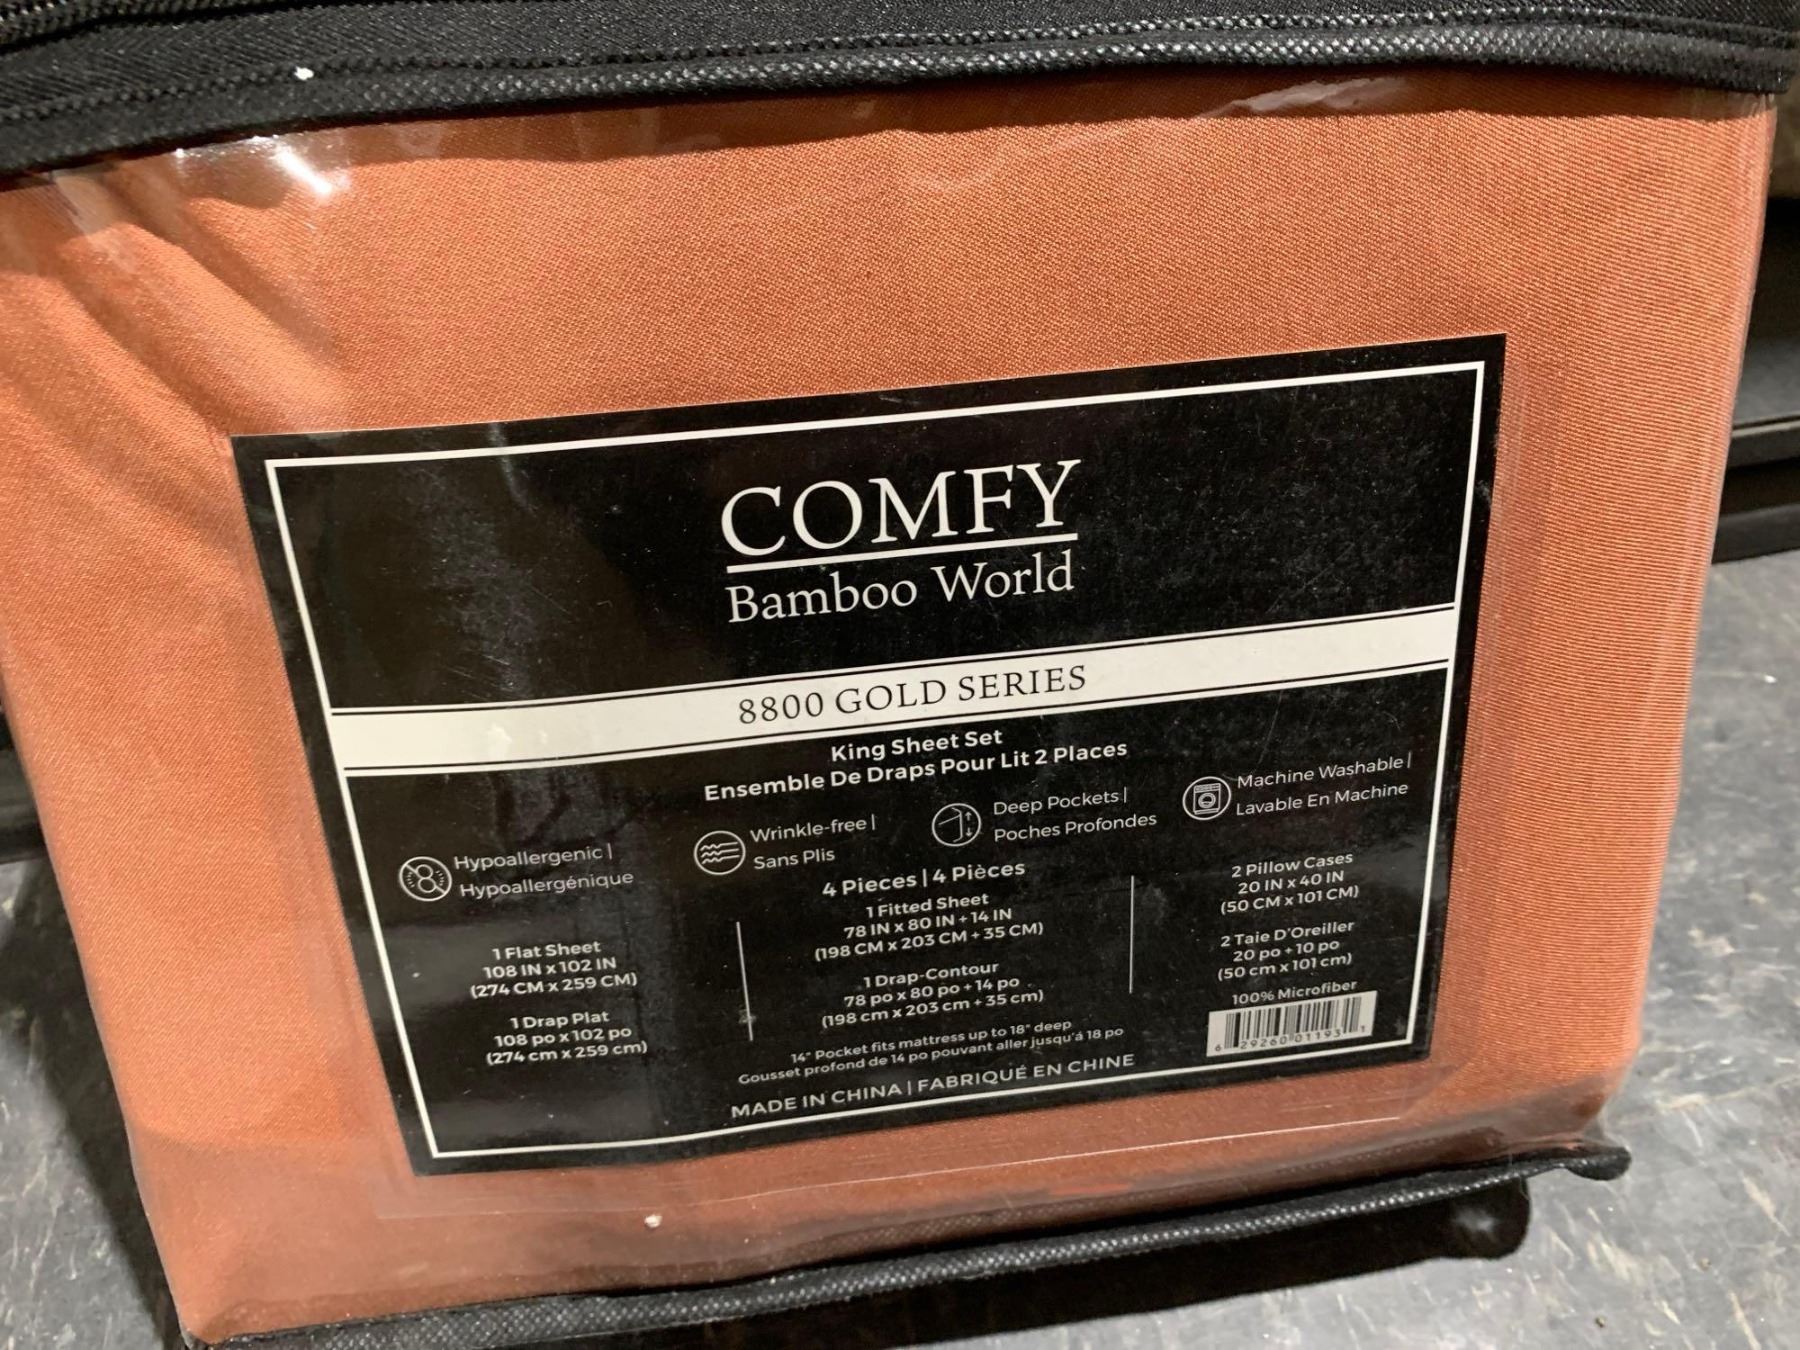 COMFY
Bamboo World
8800 GOLD SERIES
King Sheet Set
Ensemble De Draps Pour Lit 2 Places
Hypoallergenic |
Hypoallergénique
Wrinkle-free |
Sans Plis
Deep Pockets |
Poches Profondes
Machine Washable |
Lavable En Machine
4 Pieces | 4 Pièces
1 Flat Sheet
108 IN x 102 IN
(274 CM x 259 CM)
1 Drap Plat
108 po x 102 po
(274 cm x 259 cm)
1 Fitted Sheet
78 IN x 80 IN + 14 IN
(198 CM x 203 CM + 35 CM)
1 Drap-Contour
78 po x 80 po + 14 po
(198 cm x 203 cm + 35 cm)
2 Pillow Cases
20 IN x 40 IN
(50 CM x 101 CM)
2 Taie D'Oreiller
20 po + 10 po
(50 cm x 101 cm)
100% Microfiber
6 29260 01193 1
14" Pocket fits mattress up to 18" deep
Gousset profond de 14 po pouvant aller jusqu'à 18 po
MADE IN CHINA | FABRIQUÉ EN CHINE